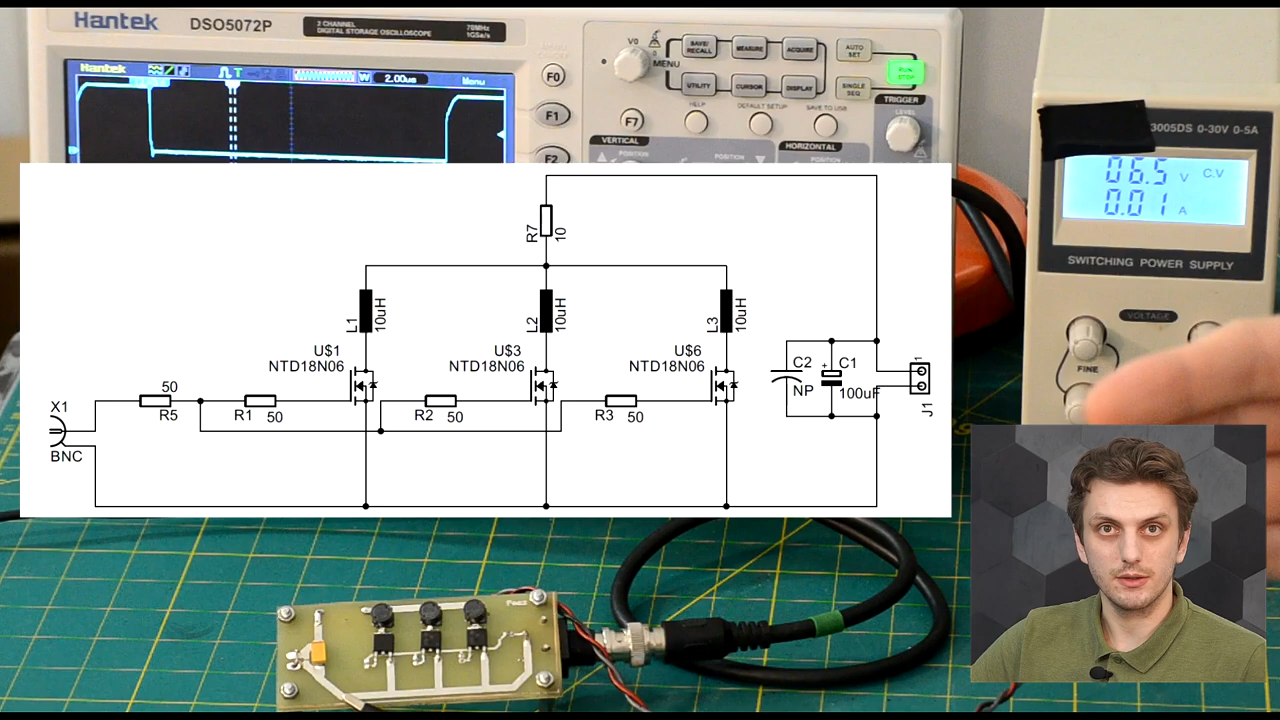 Hantek
DSO5072P
2 CHANNEL
DIGITAL STORAGE OSCILLOSCOPE
70MHz
1GSa/s
Hantek
T
W
2.00us
Menu
F0
F1
F2
V0
MENU
SAVE/
RECALL
MEASURE
ACQUIRE
UTILITY
CURSOR
DISPLAY
AUTO
SET
RUN
STOP
SINGLE
SEQ
HELP
DEFAULT SETUP
SAVE TO USB
F7
TRIGGER
LEVEL
VERTICAL
HORIZONTAL
POSITION
POSITION
POSITION
3005DS 0-30V 0-5A
06.5 V C.V
0.01 A
SWITCHING POWER SUPPLY
VOLTAGE
FINE
R7
10
L1
10uH
L2
10uH
L3
10uH
U$1
NTD18N06
U$3
NTD18N06
U$6
NTD18N06
X1
BNC
50
R5
R1
50
R2
50
R3
50
C2
NP
+
C1
100uF
1
2
J1